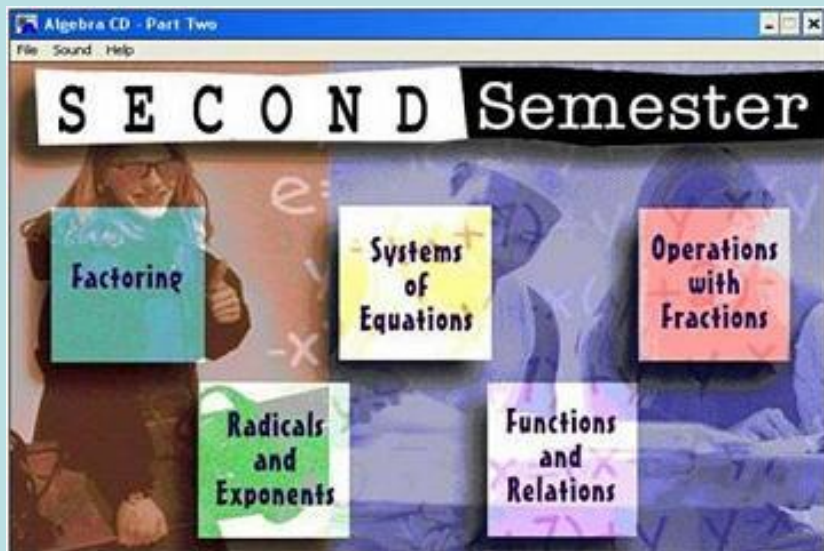 Algebra CD - Part Two
File Sound Help
SECOND Semester
Factoring
Systems
of
Equations
Operations
with
Fractions
Radicals
and
Exponents
Functions
and
Relations